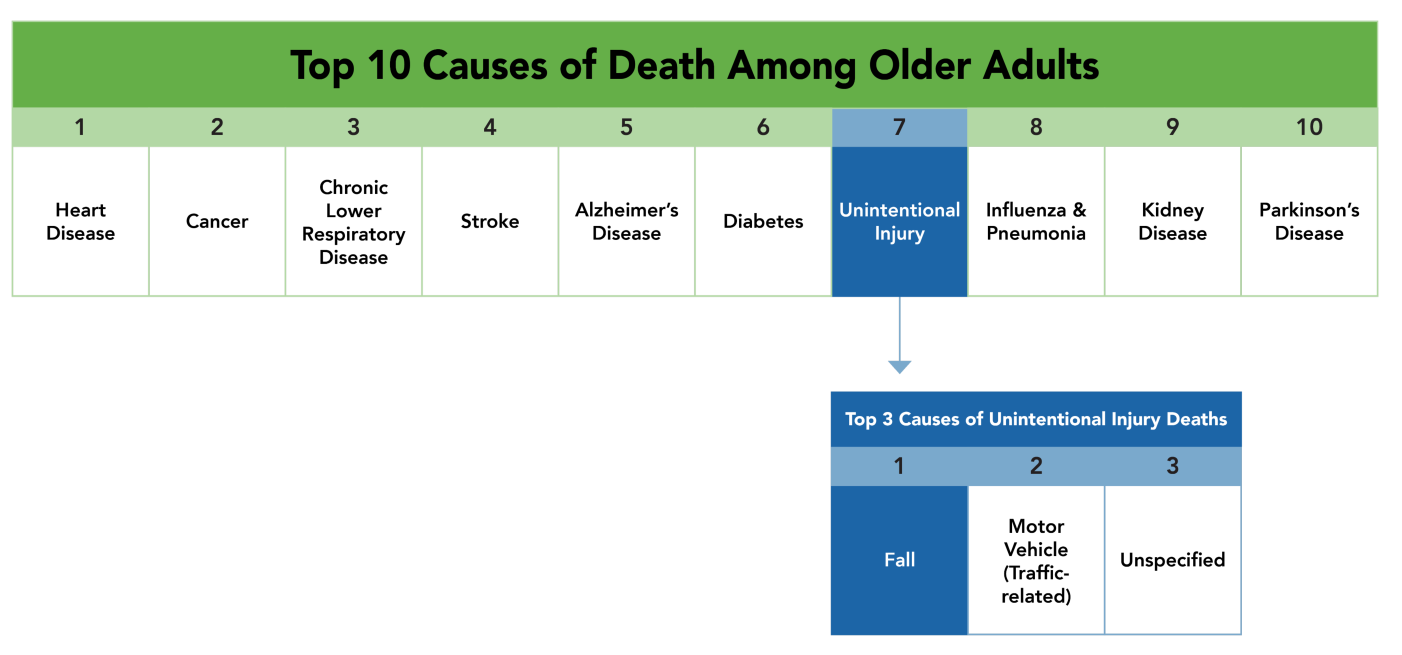 Top 10 Causes of Death Among Older Adults
1
2
3
4
5
6
7
8
9
10
Heart
Disease
Cancer
Chronic
Lower
Respiratory
Disease
Stroke
Alzheimer’s
Disease
Diabetes
Unintentional
Injury
Influenza &
Pneumonia
Kidney
Disease
Parkinson’s
Disease
Top 3 Causes of Unintentional Injury Deaths
1
2
3
Fall
Motor
Vehicle
(Traffic-
related)
Unspecified